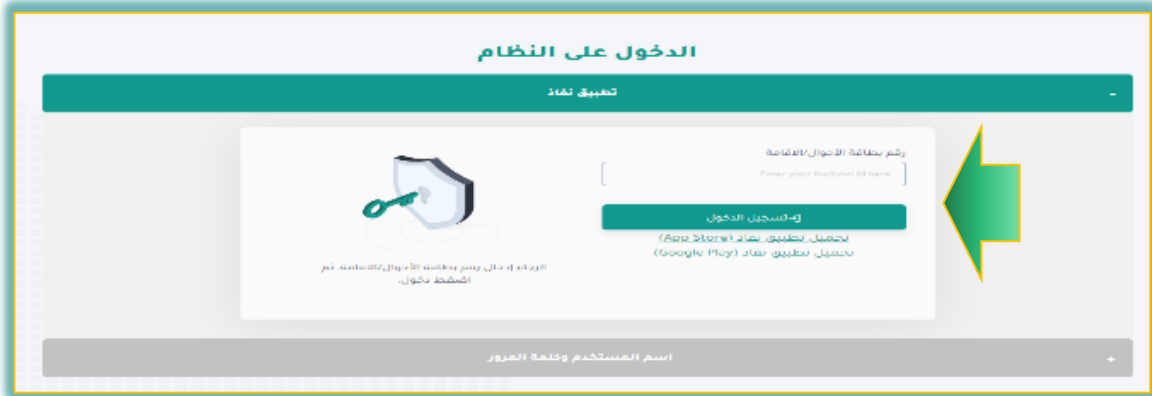 الدخول على النظام
تطبيق نفاذ
-
رقم بطاقة الأحوال/الاقامة
Enter your National Id here
تسجيل الدخول
تحميل تطبيق نفاذ (App Store)
تحميل تطبيق نفاذ (Google Play)
الرجاء إدخال رقم بطاقة الأحوال/الاقامة، ثم
اضغط دخول.
اسم المستخدم وكلمة المرور
+